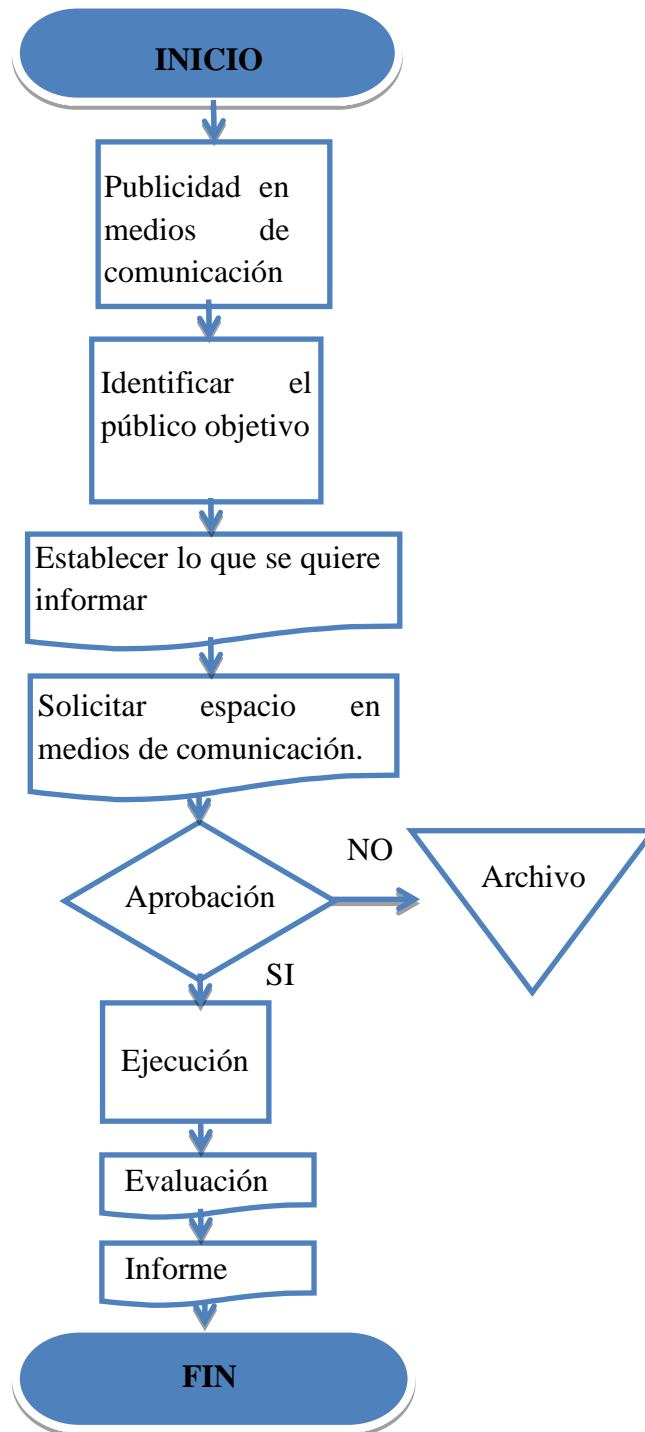 INICIO
Publicidad en
medios de
comunicación
Identificar el
público objetivo
Establecer lo que se quiere
informar
Solicitar espacio en
medios de comunicación.
NO
Aprobación
Archivo
SI
Ejecución
Evaluación
Informe
FIN